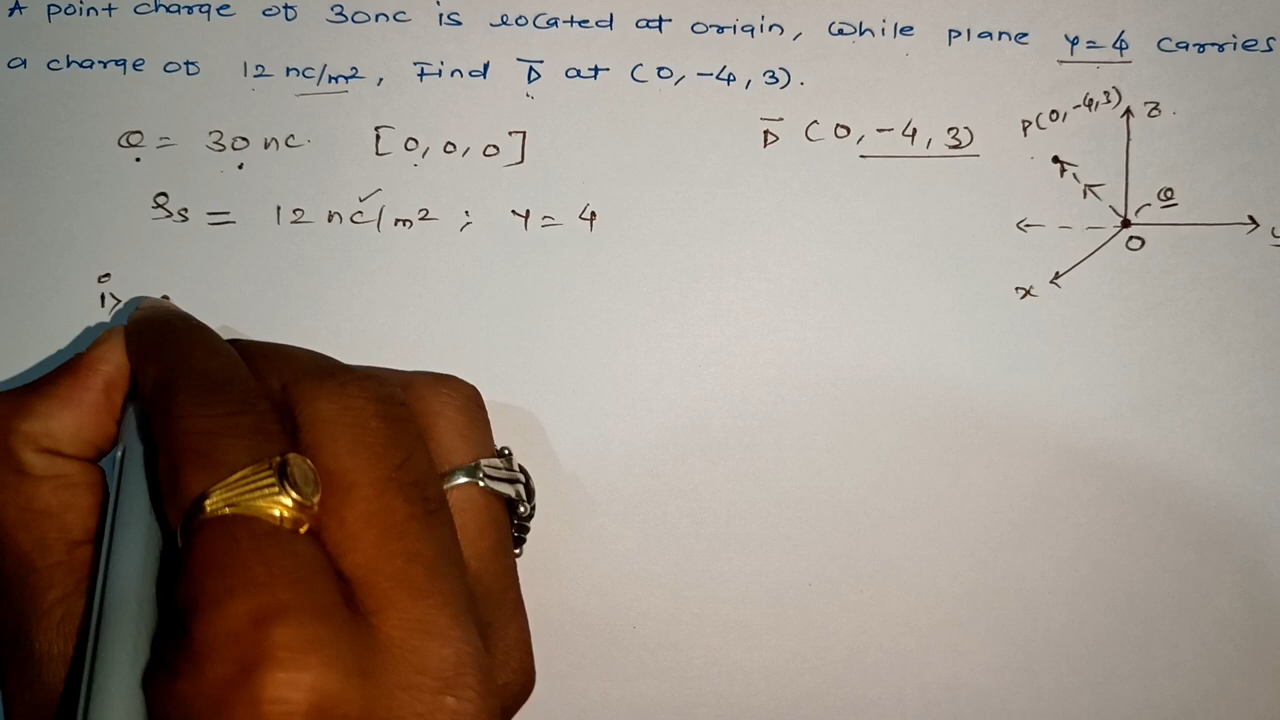 A point charge of 30nc is located at origin, while plane y=4 carries
a charge of 12 nc/m², Find D̅ at (0,-4,3).
Q = 30 nc. [0,0,0]
D̅ (0,-4,3)
ρs = 12 nc/m² ; y = 4
P(0,-4,3)
z.
Q
O
x
i>